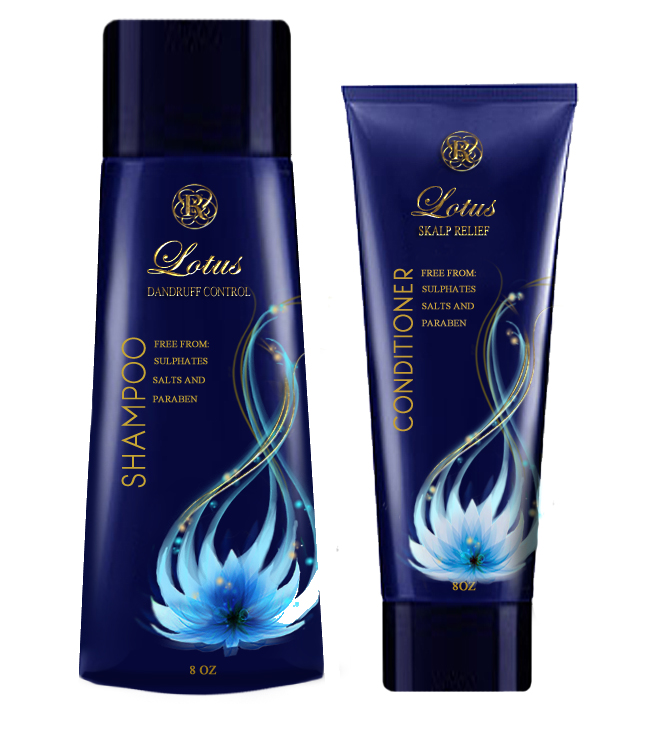 R
Lotus
DANDRUFF CONTROL
SHAMPOO
FREE FROM:
SULPHATES
SALTS AND
PARABEN
8 OZ
R
Lotus
SKALP RELIEF
CONDITIONER
FREE FROM:
SULPHATES
SALTS AND
PARABEN
8OZ